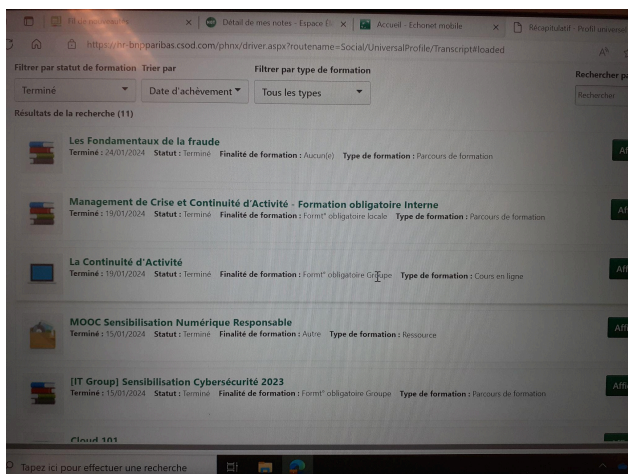 Fil de nouvelles
Détail de mes notes - Espace Él
Accueil - Echonet mobile
Récapitulatif - Profil universel
https://hr-bnpparibas.csod.com/phnx/driver.aspx?routename=Social/UniversalProfile/Transcript#loaded
Filtrer par statut de formation Trier par Filtrer par type de formation Rechercher pa
Terminé Date d'achèvement Tous les types Rechercher
Résultats de la recherche (11)
Les Fondamentaux de la fraude
Terminé : 24/01/2024 Statut : Terminé Finalité de formation : Aucun(e) Type de formation : Parcours de formation
Af
Management de Crise et Continuité d'Activité - Formation obligatoire Interne
Terminé : 19/01/2024 Statut : Terminé Finalité de formation : Formt° obligatoire locale Type de formation : Parcours de formation
Aff
La Continuité d'Activité
Terminé : 19/01/2024 Statut : Terminé Finalité de formation : Formt° obligatoire Groupe Type de formation : Cours en ligne
Aff
MOOC Sensibilisation Numérique Responsable
Terminé : 15/01/2024 Statut : Terminé Finalité de formation : Autre Type de formation : Ressource
Affi
[IT Group] Sensibilisation Cybersécurité 2023
Terminé : 15/01/2024 Statut : Terminé Finalité de formation : Formt° obligatoire Groupe Type de formation : Parcours de formation
Affi
Cloud 101
Tapez ici pour effectuer une recherche